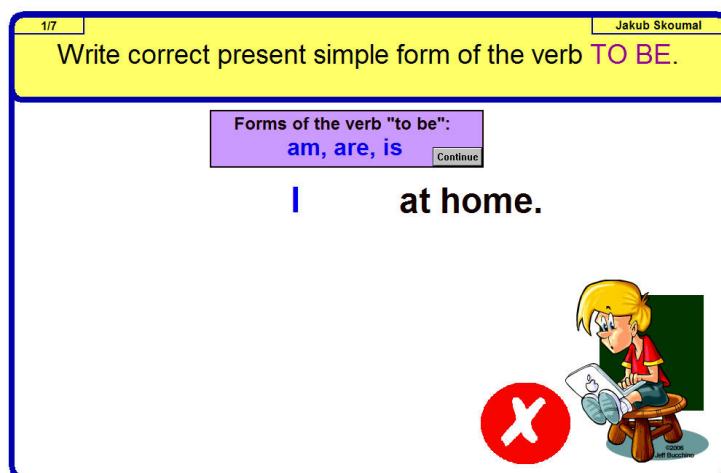 1/7
Jakub Skoumal
Write correct present simple form of the verb TO BE.
Forms of the verb "to be":
am, are, is
Continue
I at home.
©2006
Jeff Bucchino